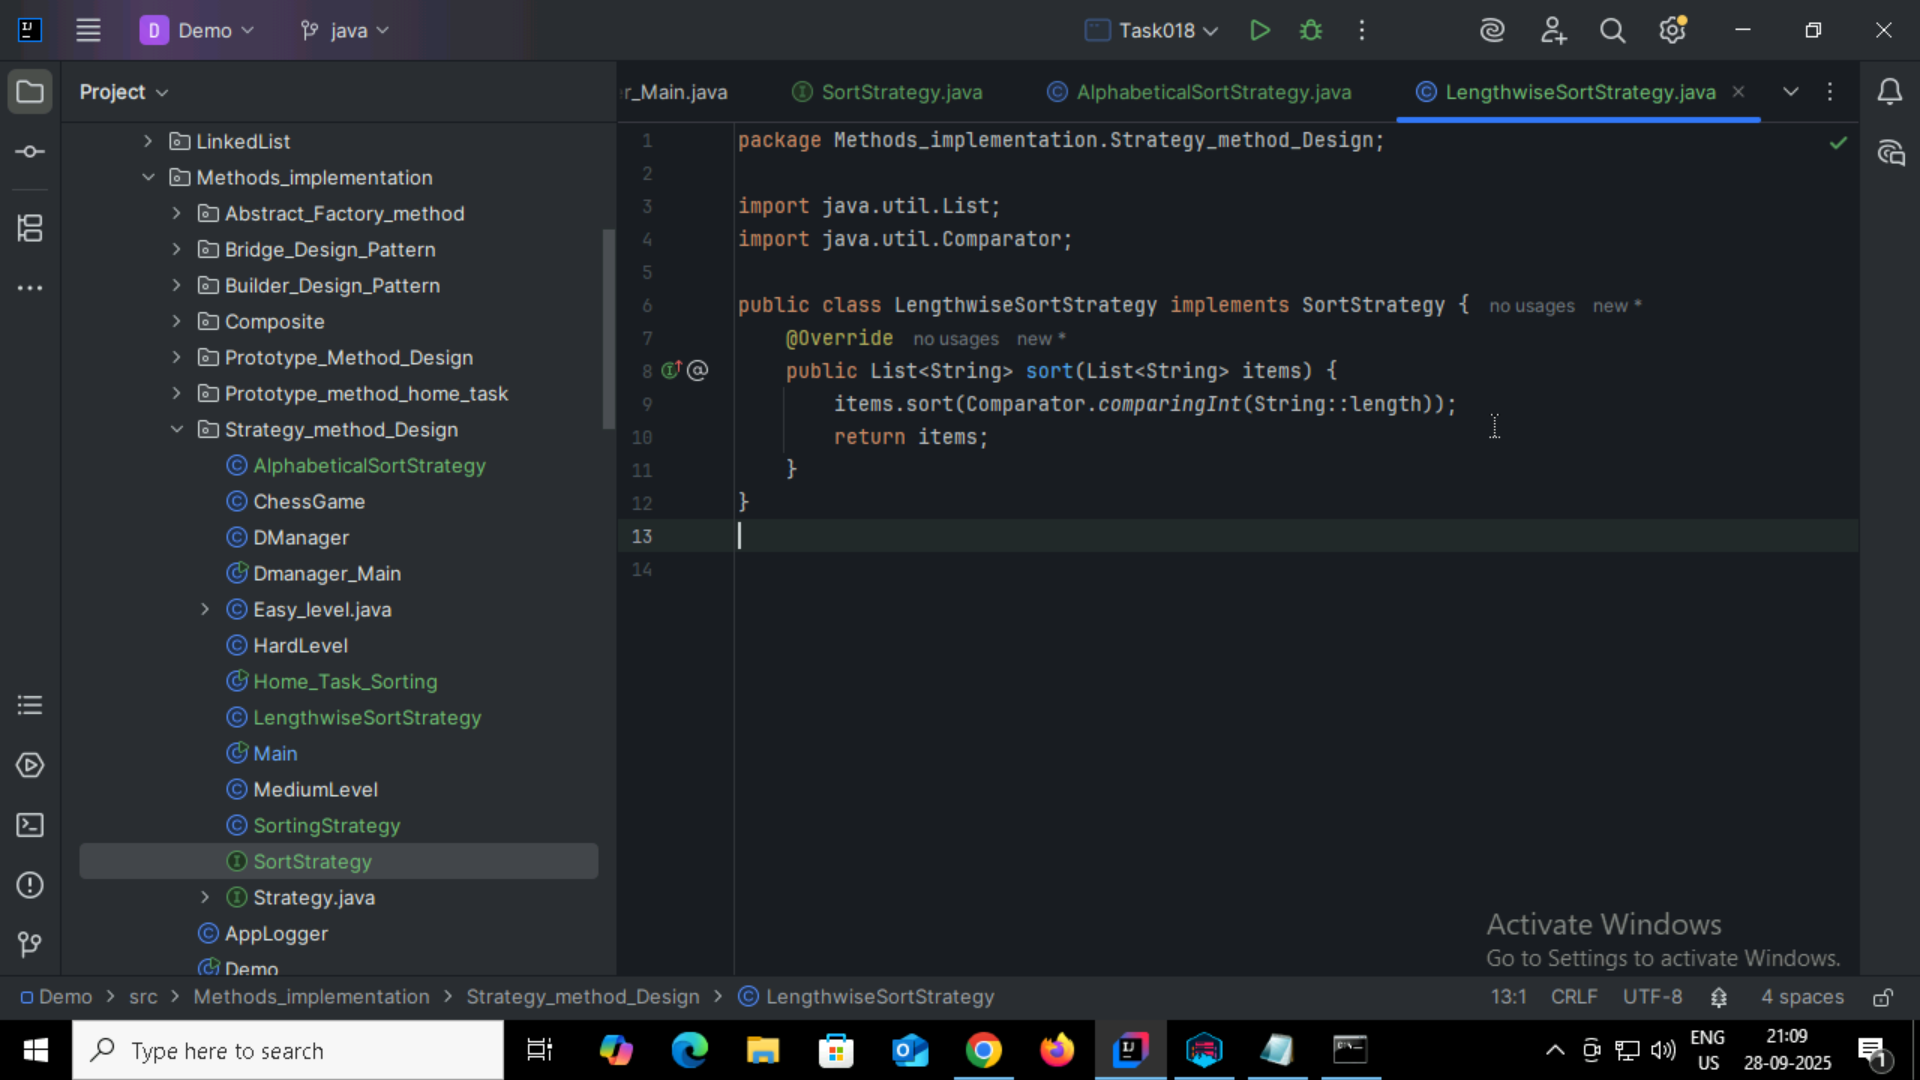 D Demo java Task018
Project
r_Main.java SortStrategy.java AlphabeticalSortStrategy.java LengthwiseSortStrategy.java
LinkedList
Methods_implementation
Abstract_Factory_method
Bridge_Design_Pattern
Builder_Design_Pattern
Composite
Prototype_Method_Design
Prototype_method_home_task
Strategy_method_Design
AlphabeticalSortStrategy
ChessGame
DManager
Dmanager_Main
Easy_level.java
HardLevel
Home_Task_Sorting
LengthwiseSortStrategy
Main
MediumLevel
SortingStrategy
SortStrategy
Strategy.java
AppLogger
Demo
1 package Methods_implementation.Strategy_method_Design;
2
3 import java.util.List;
4 import java.util.Comparator;
5
6 public class LengthwiseSortStrategy implements SortStrategy { no usages new *
7 @Override no usages new *
8 public List<String> sort(List<String> items) {
9 items.sort(Comparator.comparingInt(String::length));
10 return items;
11 }
12 }
13
14
Activate Windows
Go to Settings to activate Windows.
Demo > src > Methods_implementation > Strategy_method_Design > LengthwiseSortStrategy 13:1 CRLF UTF-8 4 spaces
Type here to search
ENG
US
21:09
28-09-2025
1